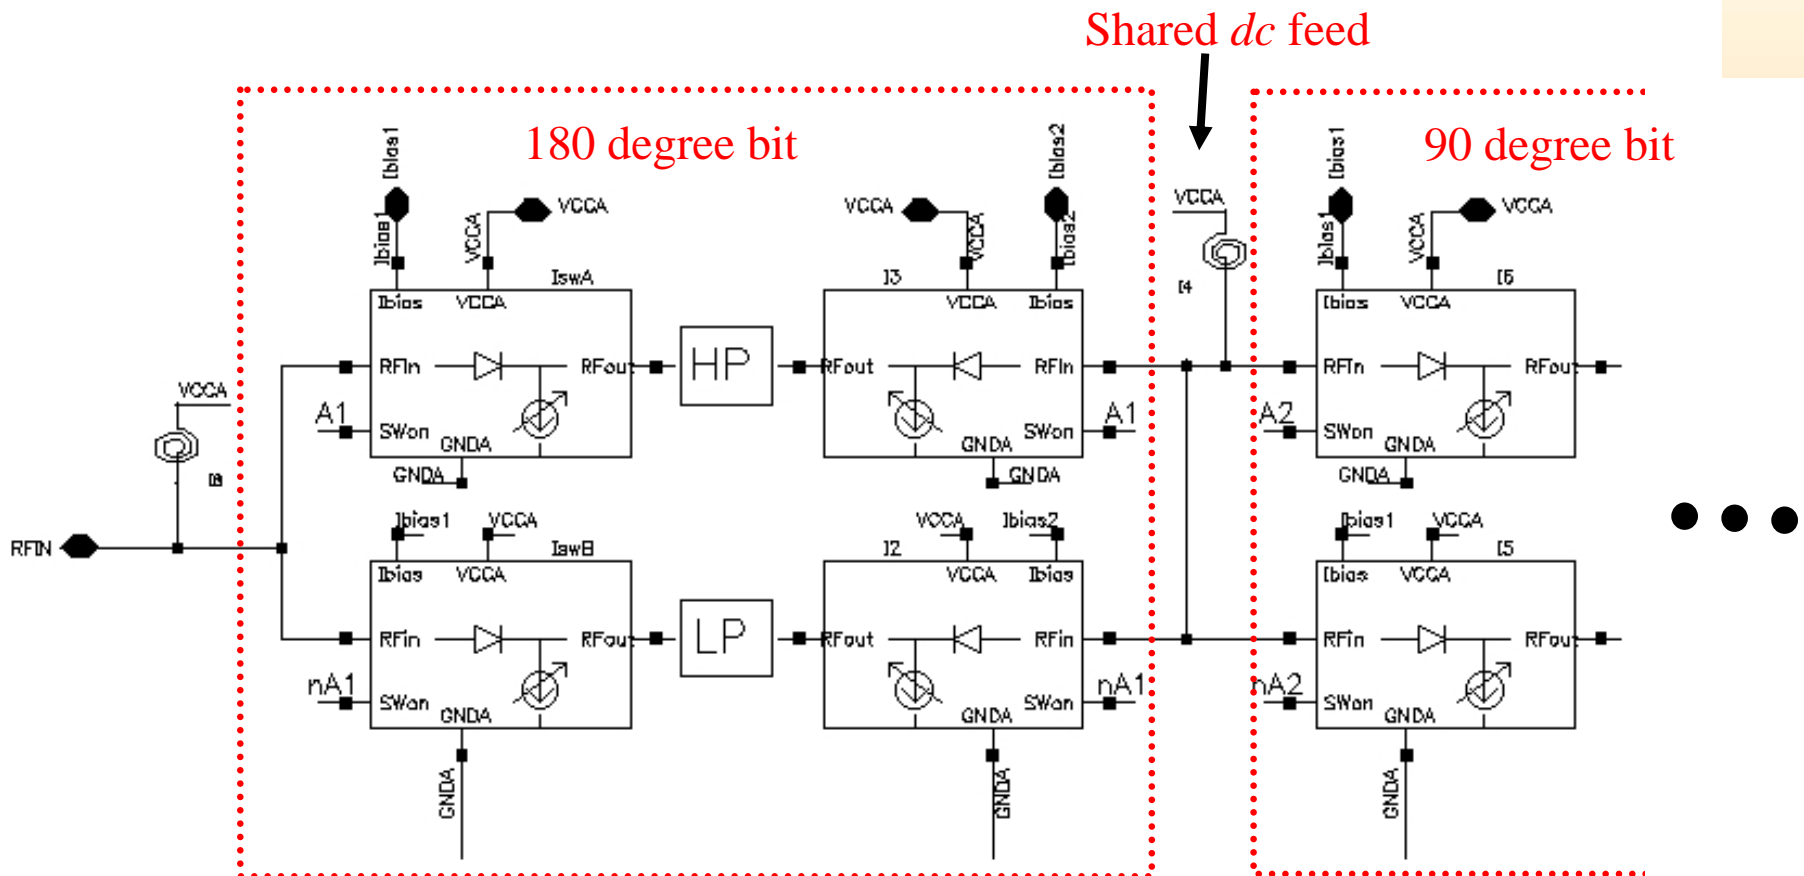 Shared dc feed
180 degree bit
90 degree bit
Ibias1
Ibias2
Ibias1
VCCA
VCCA
VCCA
VCCA
Ibias1
VCCA
VCCA
Ibias2
Ibias1
VCCA
IswA
I3
I4
I6
Ibias VCCA
VCCA Ibias
Ibias VCCA
RFin RFout
HP
RFout RFin
RFin RFout
VCCA
A1 SWon
GNDA
GNDA
SWon A1
GNDA
GNDA
A2 SWon
GNDA
GNDA
I8
RFIN
Ibias1 VCCA
IswB
VCCA Ibias2
I2
Ibias1 VCCA
I5
Ibias VCCA
VCCA Ibias
Ibias VCCA
RFin RFout
LP
RFout RFin
RFin RFout
nA1 SWon
GNDA
GNDA
SWon nA1
nA2 SWon
GNDA
GNDA
GNDA
GNDA